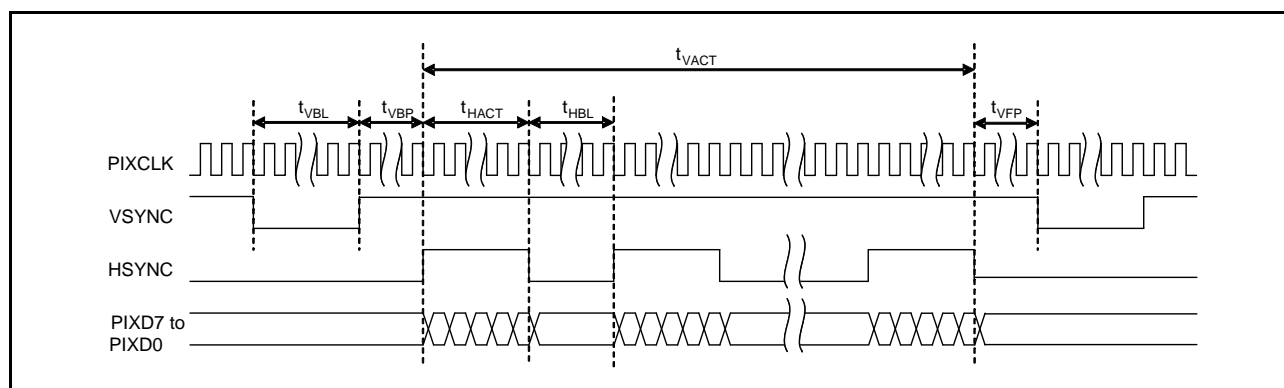 tVACT
tVBL tVBP tHACT tHBL tVFP
PIXCLK
VSYNC
HSYNC
PIXD7 to
PIXD0